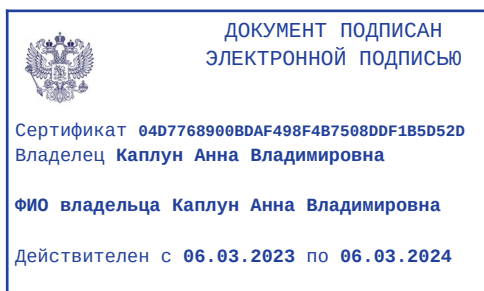 ДОКУМЕНТ ПОДПИСАН
ЭЛЕКТРОННОЙ ПОДПИСЬЮ
Сертификат 04D7768900BDAF498F4B7508DDF1B5D52D
Владелец Каплун Анна Владимировна
ФИО владельца Каплун Анна Владимировна
Действителен с 06.03.2023 по 06.03.2024